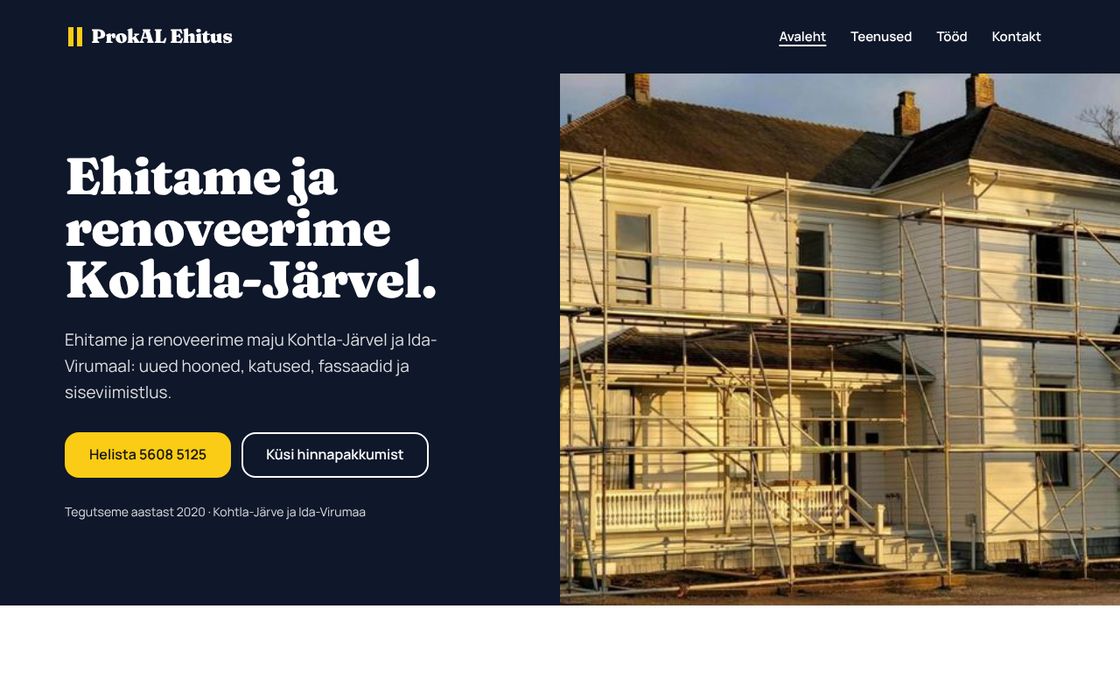 ProkAL Ehitus
Avaleht
Teenused
Tööd
Kontakt
Ehitame ja
renoveerime
Kohtla-Järvel.
Ehitame ja renoveerime maju Kohtla-Järvel ja Ida-
Virumaal: uued hooned, katused, fassaadid ja
siseviimistlus.
Helista 5608 5125
Küsi hinnapakkumist
Tegutseme aastast 2020 · Kohtla-Järve ja Ida-Virumaa